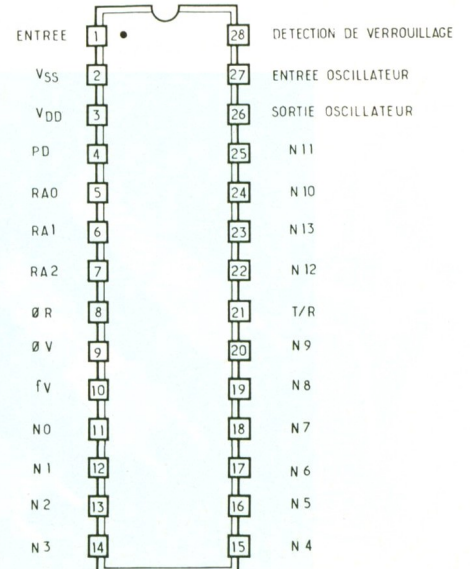 ENTREE 1 28 DETECTION DE VERROUILLAGE
VSS 2 27 ENTREE OSCILLATEUR
VDD 3 26 SORTIE OSCILLATEUR
PD 4 25 N11
RA0 5 24 N10
RA1 6 23 N13
RA2 7 22 N12
ØR 8 21 T/R
ØV 9 20 N9
fV 10 19 N8
N0 11 18 N7
N1 12 17 N6
N2 13 16 N5
N3 14 15 N4